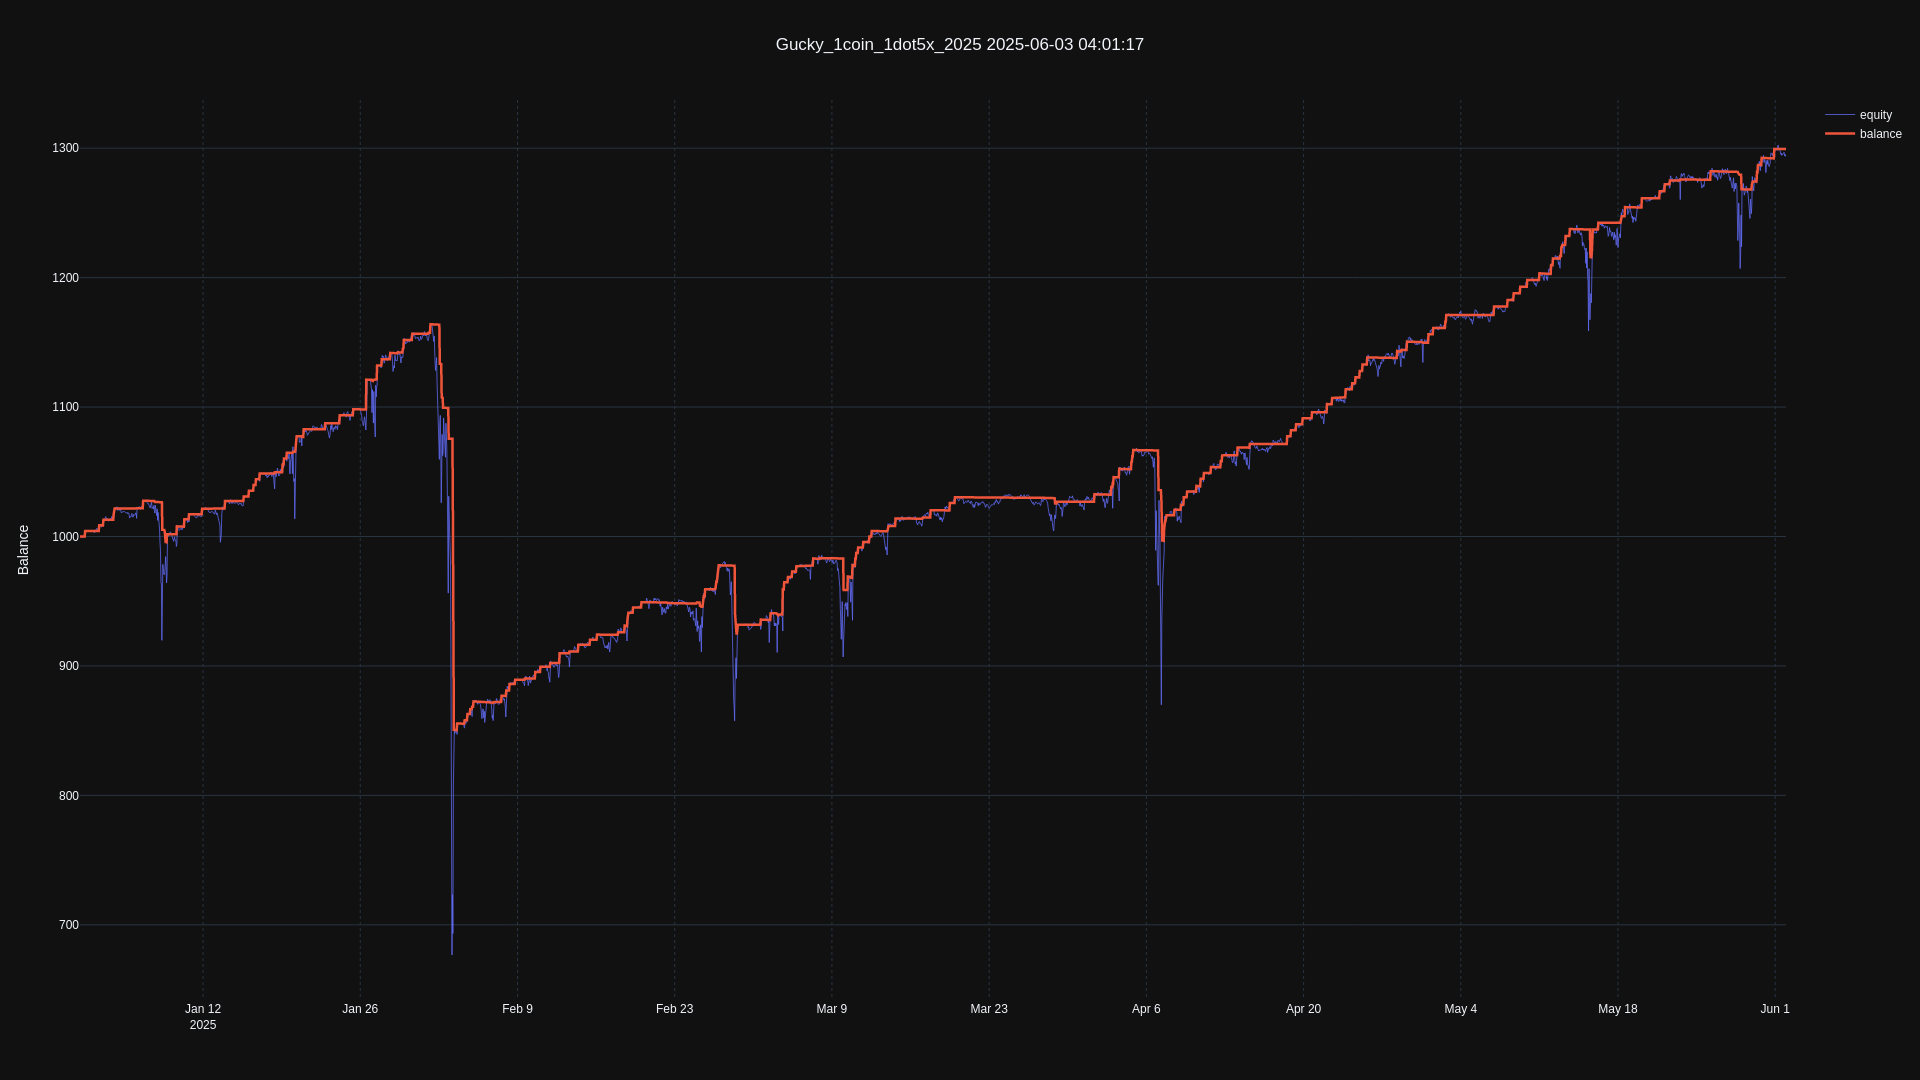 Gucky_1coin_1dot5x_2025 2025-06-03 04:01:17
equity
balance
Balance
1300
1200
1100
1000
900
800
700
Jan 12
2025
Jan 26
Feb 9
Feb 23
Mar 9
Mar 23
Apr 6
Apr 20
May 4
May 18
Jun 1